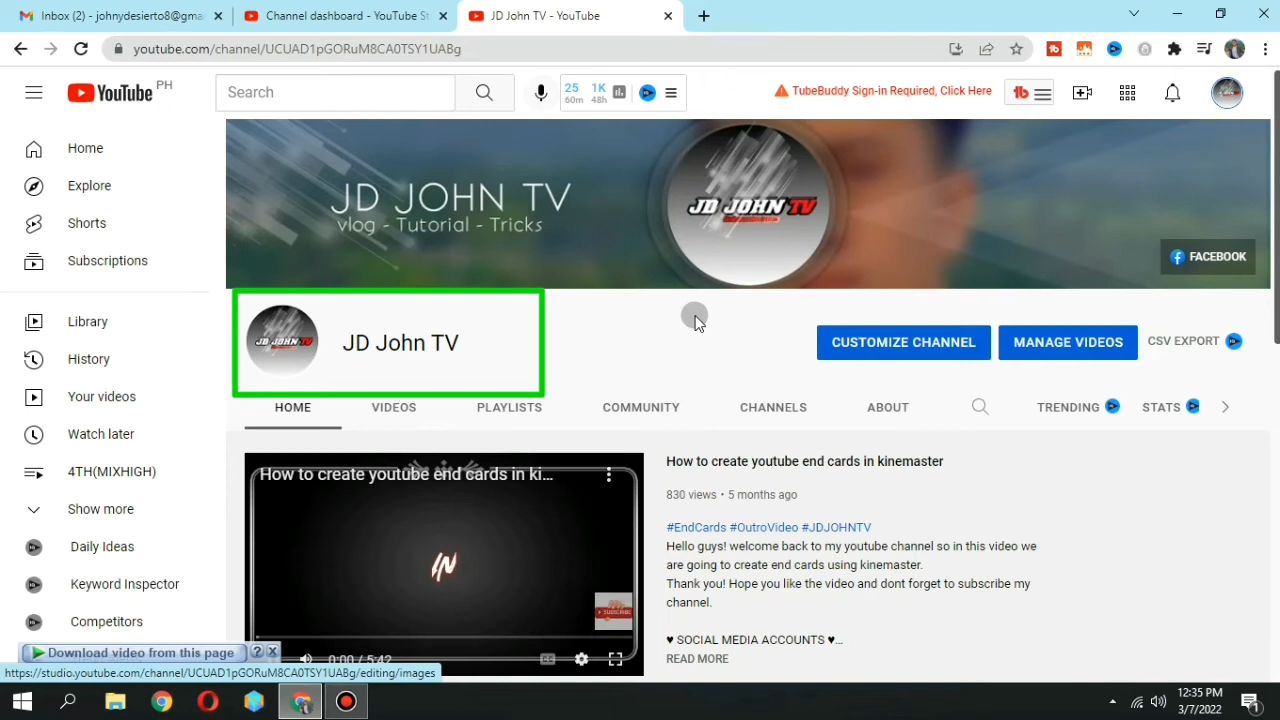 Inbox (2) - johnydesierto8@gma
Channel dashboard - YouTube St
JD John TV - YouTube
youtube.com/channel/UCUAD1pGORuM8CA0TSY1UABg
YouTube PH
Search
25 1K
60m 48h
TubeBuddy Sign-in Required, Click Here
tb
Home
Explore
Shorts
Subscriptions
Library
History
Your videos
Watch later
4TH(MIXHIGH)
Show more
Daily Ideas
Keyword Inspector
Competitors
JD JOHN TV
vlog - Tutorial - Tricks
JD JOHN TV
FACEBOOK
JD JOHN TV
JD John TV
CUSTOMIZE CHANNEL
MANAGE VIDEOS
CSV EXPORT
HOME
VIDEOS
PLAYLISTS
COMMUNITY
CHANNELS
ABOUT
TRENDING
STATS
How to create youtube end cards in ki...
SUBSCRIBE
0:00 / 5:42
How to create youtube end cards in kinemaster
830 views • 5 months ago
#EndCards #OutroVideo #JDJOHNTV
Hello guys! welcome back to my youtube channel so in this video we
are going to create end cards using kinemaster.
Thank you! Hope you like the video and dont forget to subscribe my
channel.
♥ SOCIAL MEDIA ACCOUNTS ♥...
READ MORE
Download video from this page
https://studio.youtube.com/channel/UCUAD1pGORuM8CA0TSY1UABg/editing/images
12:35 PM
3/7/2022
1